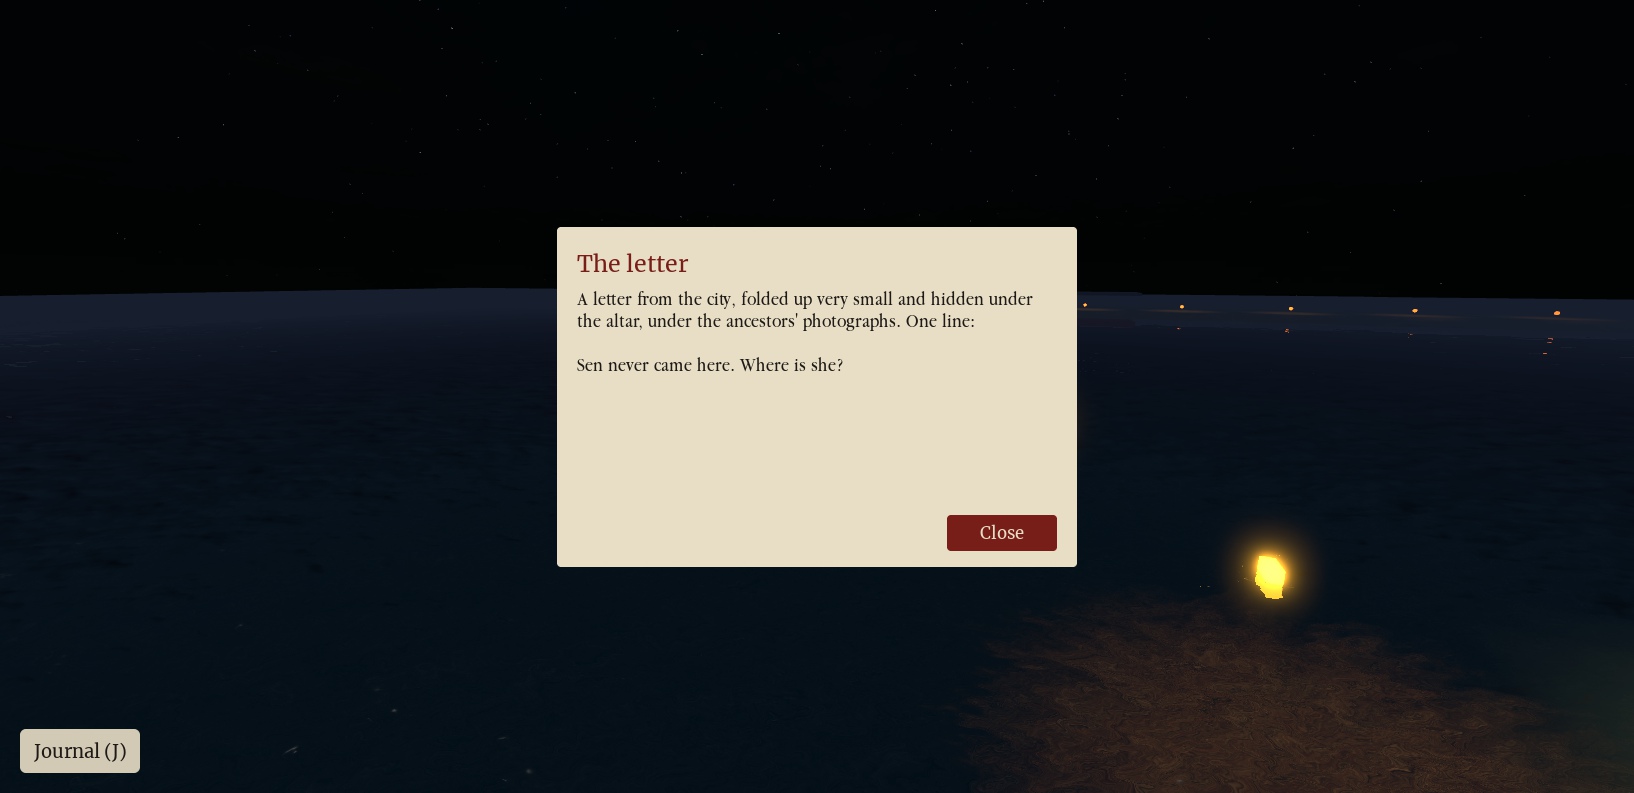 The letter
A letter from the city, folded up very small and hidden under
the altar, under the ancestors' photographs. One line:
Sen never came here. Where is she?
Close
Journal (J)